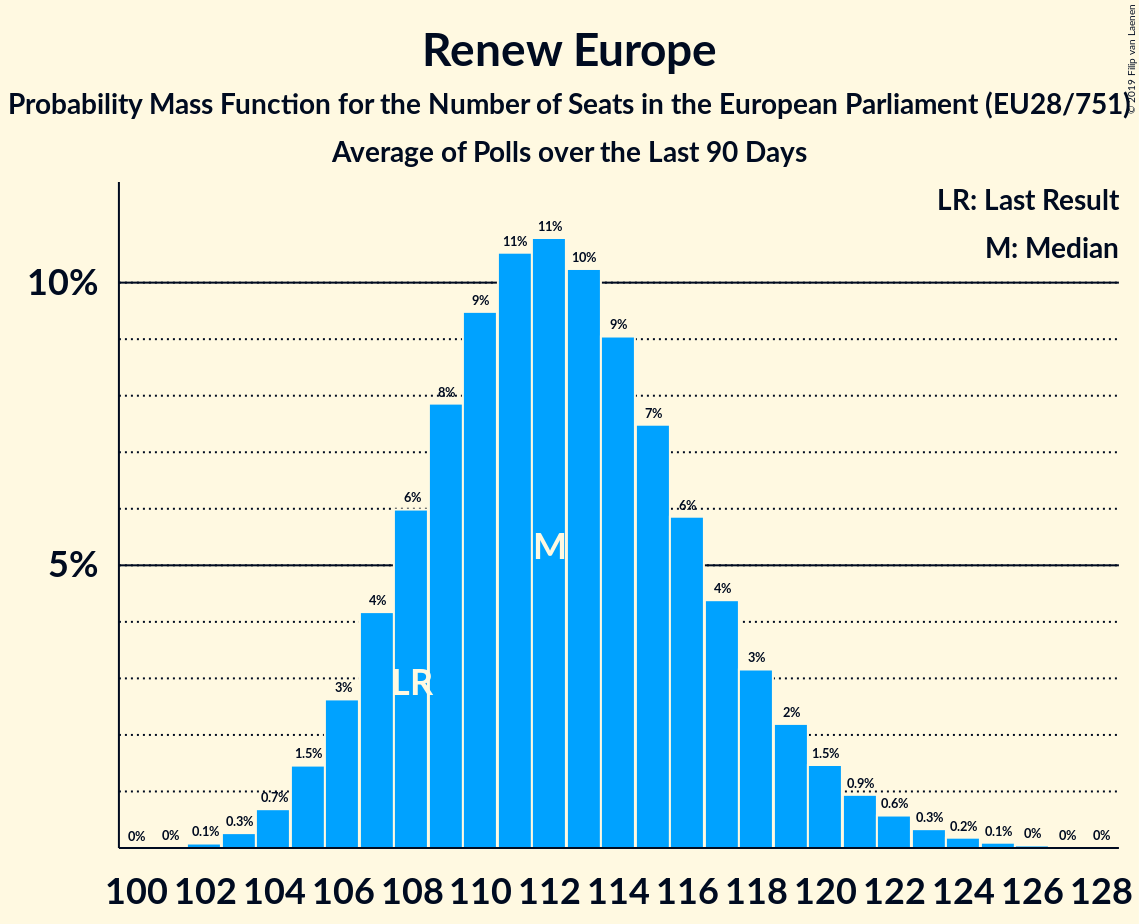 Renew Europe
Probability Mass Function for the Number of Seats in the European Parliament (EU28/751)
Average of Polls over the Last 90 Days
© 2019 Filip van Laenen
LR: Last Result
M: Median
10%
5%
0% 0% 0.1% 0.3% 0.7% 1.5% 3% 4% 6% 8% 9% 11% 11% 10% 9% 7% 6% 4% 3% 2% 1.5% 0.9% 0.6% 0.3% 0.2% 0.1% 0% 0% 0%
M
LR
100 102 104 106 108 110 112 114 116 118 120 122 124 126 128